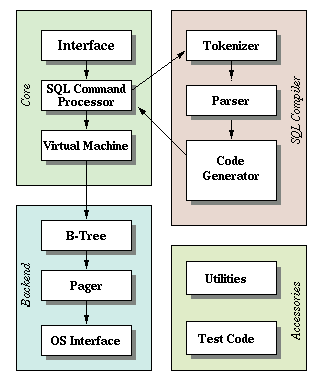 Core
Interface
SQL Command
Processor
Virtual Machine
SQL Compiler
Tokenizer
Parser
Code
Generator
Backend
B-Tree
Pager
OS Interface
Accessories
Utilities
Test Code